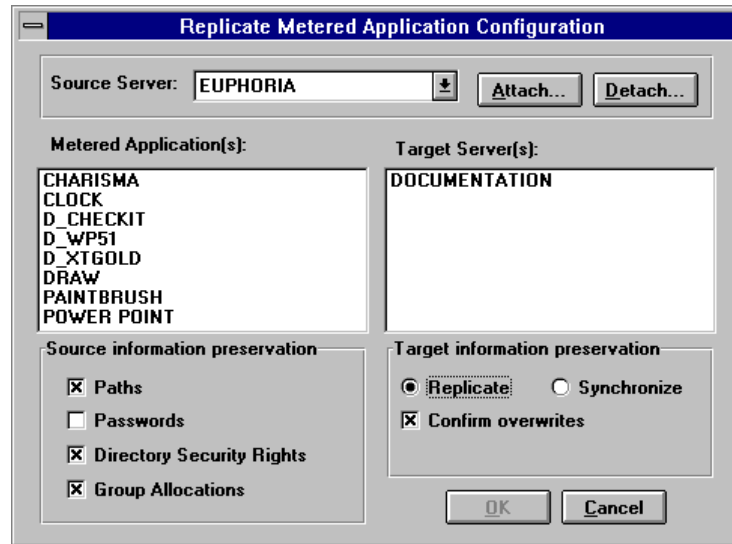 Replicate Metered Application Configuration
Source Server: EUPHORIA Attach... Detach...
Metered Application(s):
CHARISMA
CLOCK
D_CHECKIT
D_WP51
D_XTGOLD
DRAW
PAINTBRUSH
POWER POINT
Target Server(s):
DOCUMENTATION
Source information preservation
Paths
Passwords
Directory Security Rights
Group Allocations
Target information preservation
Replicate Synchronize
Confirm overwrites
OK Cancel